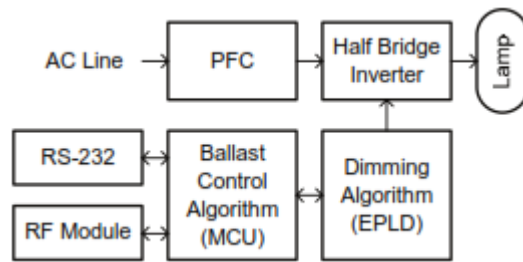 AC Line
PFC
Half Bridge
Inverter
Lamp
RS-232
RF Module
Ballast
Control
Algorithm
(MCU)
Dimming
Algorithm
(EPLD)